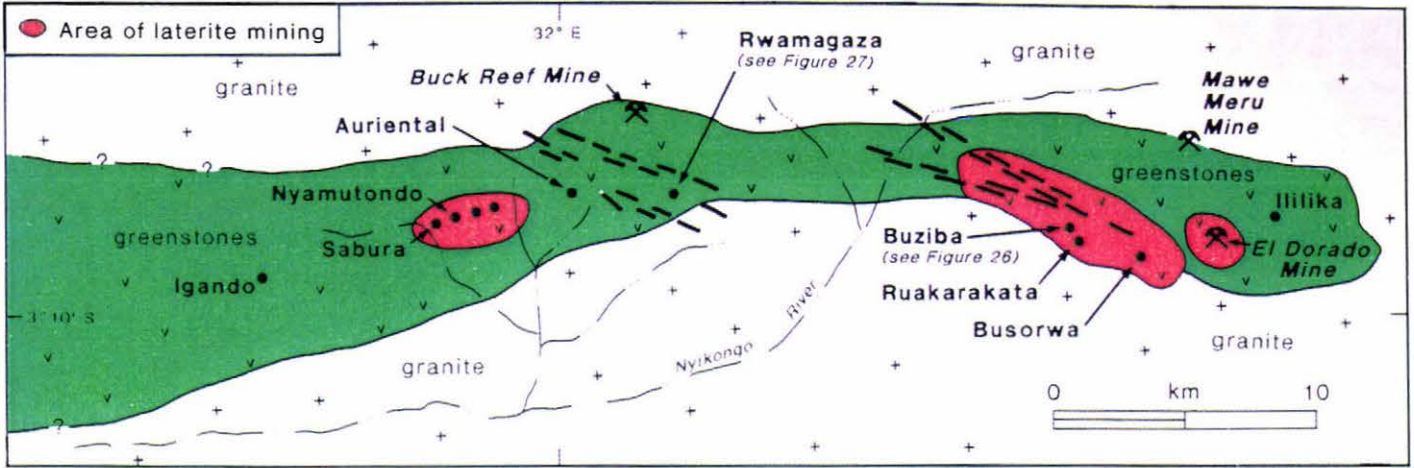 Area of laterite mining
32° E
granite
Buck Reef Mine
Rwamagaza
(see Figure 27)
granite
Mawe
Meru
Mine
Auriental
?
?
greenstones
Nyamutondo
Sabura
greenstones
Igando
Ililika
Buziba
(see Figure 26)
El Dorado
Mine
Ruakarakata
Busorwa
3° 10' S
River
Nyikongo
granite
granite
0 km 10
?